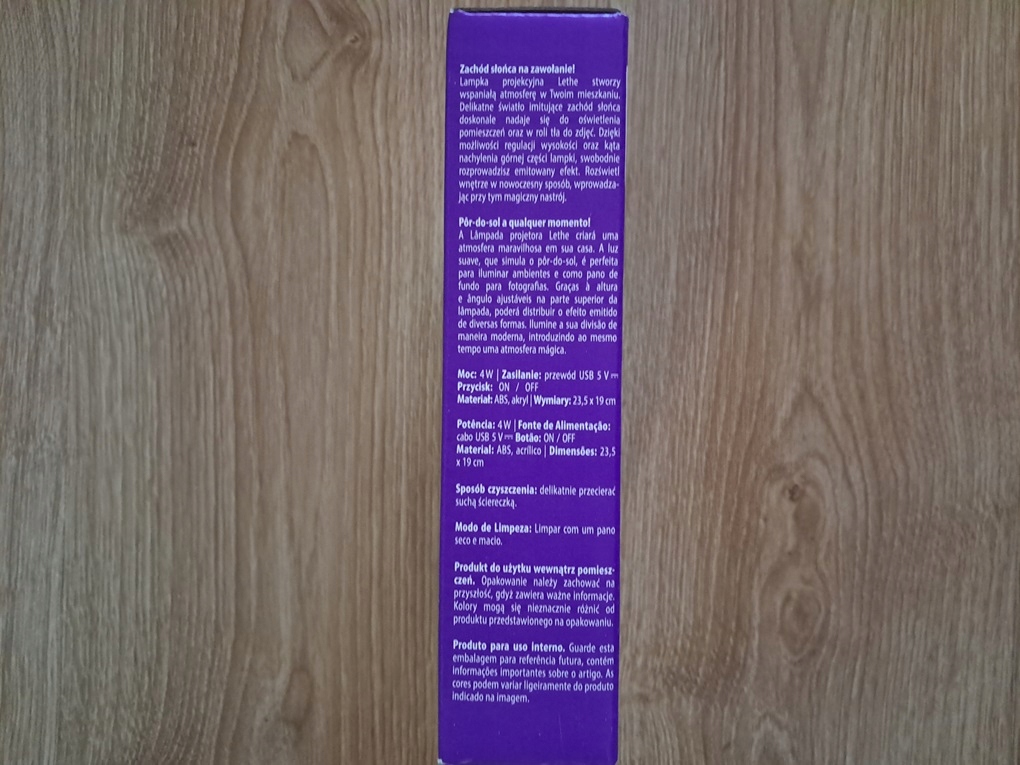 Zachód słońca na zawołanie!
Lampka projekcyjna Lethe stworzy
wspaniałą atmosferę w Twoim mieszkaniu.
Delikatne światło imitujące zachód słońca
doskonale nadaje się do oświetlenia
pomieszczeń oraz w roli tła do zdjęć. Dzięki
możliwości regulacji wysokości oraz kąta
nachylenia górnej części lampki, swobodnie
rozprowadzisz emitowany efekt. Rozświetl
wnętrze w nowoczesny sposób, wprowadza-
jąc przy tym magiczny nastrój.
Pôr-do-sol a qualquer momento!
A Lâmpada projetora Lethe criará uma
atmosfera maravilhosa em sua casa. A luz
suave, que simula o pôr-do-sol, é perfeita
para iluminar ambientes e como pano de
fundo para fotografias. Graças à altura
e ângulo ajustáveis na parte superior da
lâmpada, poderá distribuir o efeito emitido
de diversas formas. Ilumine a sua divisão de
maneira moderna, introduzindo ao mesmo
tempo uma atmosfera mágica.
Moc: 4 W | Zasilanie: przewód USB 5 V ⎓
Przycisk: ON / OFF
Materiał: ABS, akryl | Wymiary: 23,5 x 19 cm
Potência: 4 W | Fonte de Alimentação:
cabo USB 5 V ⎓ Botão: ON / OFF
Material: ABS, acrílico | Dimensões: 23,5
x 19 cm
Sposób czyszczenia: delikatnie przecierać
suchą ściereczką.
Modo de Limpeza: Limpar com um pano
seco e macio.
Produkt do użytku wewnątrz pomiesz-
czeń. Opakowanie należy zachować na
przyszłość, gdyż zawiera ważne informacje.
Kolory mogą się nieznacznie różnić od
produktu przedstawionego na opakowaniu.
Produto para uso interno. Guarde esta
embalagem para referência futura, contém
informações importantes sobre o artigo. As
cores podem variar ligeiramente do produto
indicado na imagem.